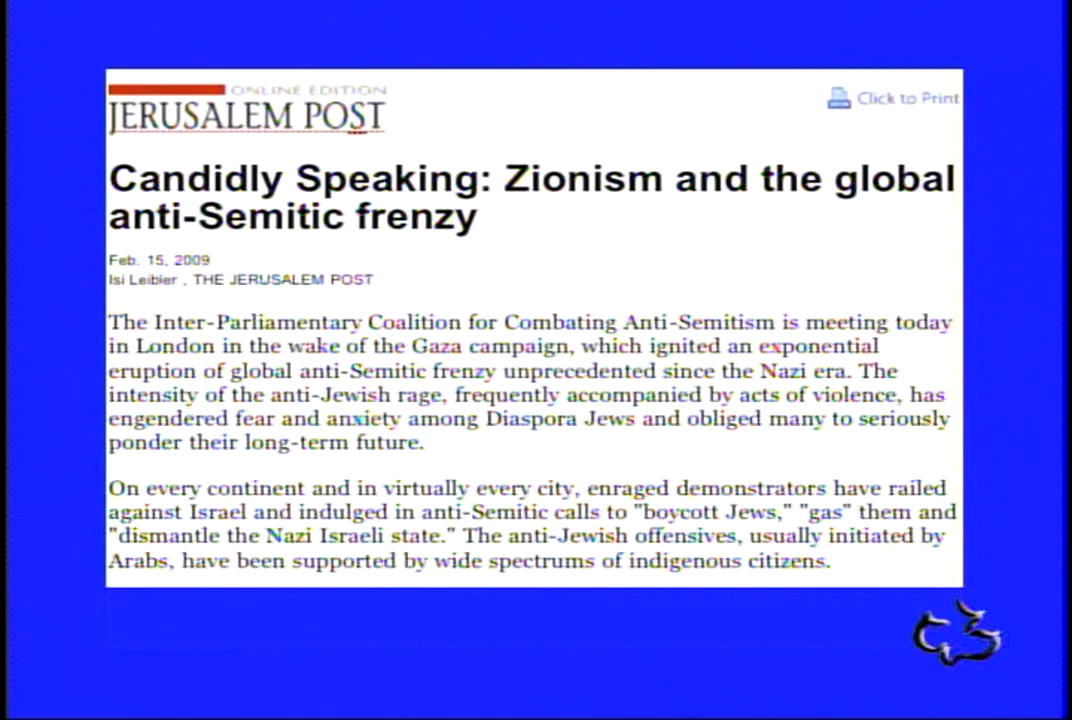 ONLINE EDITION
JERUSALEM POST
Click to Print
Candidly Speaking: Zionism and the global
anti-Semitic frenzy
Feb. 15, 2009
Isi Leibler , THE JERUSALEM POST
The Inter-Parliamentary Coalition for Combating Anti-Semitism is meeting today
in London in the wake of the Gaza campaign, which ignited an exponential
eruption of global anti-Semitic frenzy unprecedented since the Nazi era. The
intensity of the anti-Jewish rage, frequently accompanied by acts of violence, has
engendered fear and anxiety among Diaspora Jews and obliged many to seriously
ponder their long-term future.
On every continent and in virtually every city, enraged demonstrators have railed
against Israel and indulged in anti-Semitic calls to "boycott Jews," "gas" them and
"dismantle the Nazi Israeli state." The anti-Jewish offensives, usually initiated by
Arabs, have been supported by wide spectrums of indigenous citizens.
C3